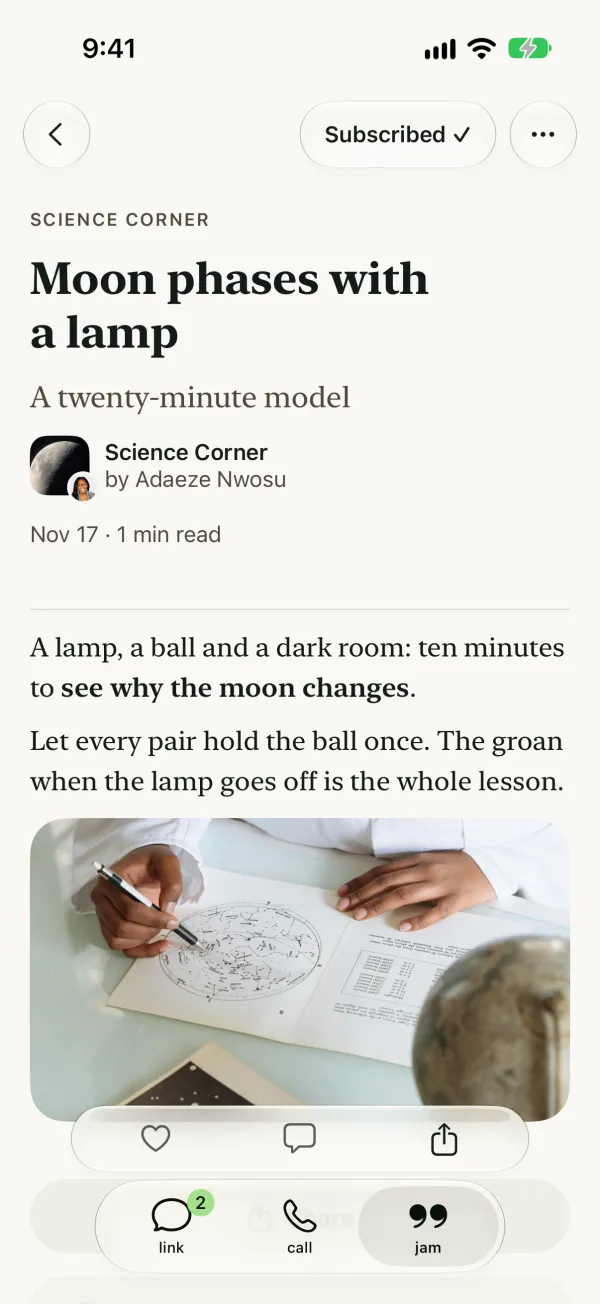 9:41
Subscribed ✓
SCIENCE CORNER
Moon phases with
a lamp
A twenty-minute model
Science Corner
by Adaeze Nwosu
Nov 17 · 1 min read
A lamp, a ball and a dark room: ten minutes
to see why the moon changes.
Let every pair hold the ball once. The groan
when the lamp goes off is the whole lesson.
Share
2
link
call
jam